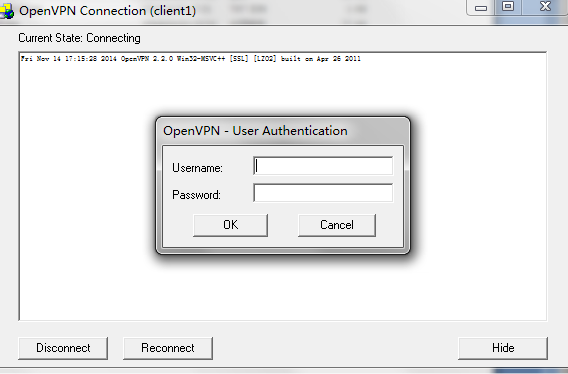 OpenVPN Connection (client1)
Current State: Connecting
Fri Nov 14 17:15:28 2014 OpenVPN 2.2.0 Win32-MSVC++ [SSL] [LZO2] built on Apr 26 2011
OpenVPN - User Authentication
Username:
Password:
OK Cancel
Disconnect Reconnect Hide